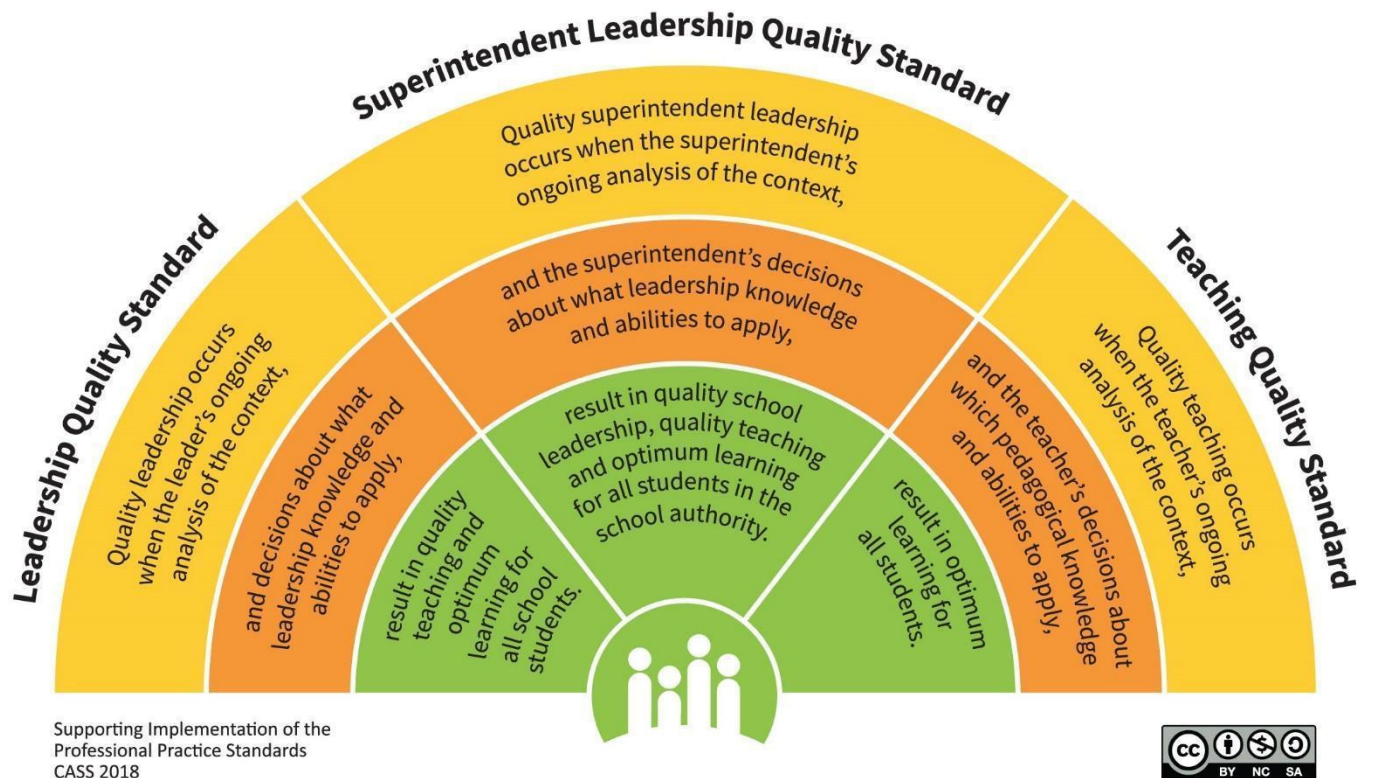 Superintendent Leadership Quality Standard
Quality superintendent leadership
occurs when the superintendent's
ongoing analysis of the context,
and the superintendent's decisions
about what leadership knowledge
and abilities to apply,
result in quality school
leadership, quality teaching
and optimum learning
for all students in the
school authority.
Leadership Quality Standard
Quality leadership occurs
when the leader's ongoing
analysis of the context,
and decisions about what
leadership knowledge and
abilities to apply,
result in quality
teaching and
optimum
learning for
all school
students.
Teaching Quality Standard
Quality teaching occurs
when the teacher's ongoing
analysis of the context,
and the teacher's decisions about
which pedagogical knowledge
and abilities to apply,
result in optimum
learning for
all students.
Supporting Implementation of the
Professional Practice Standards
CASS 2018
cc
BY NC SA